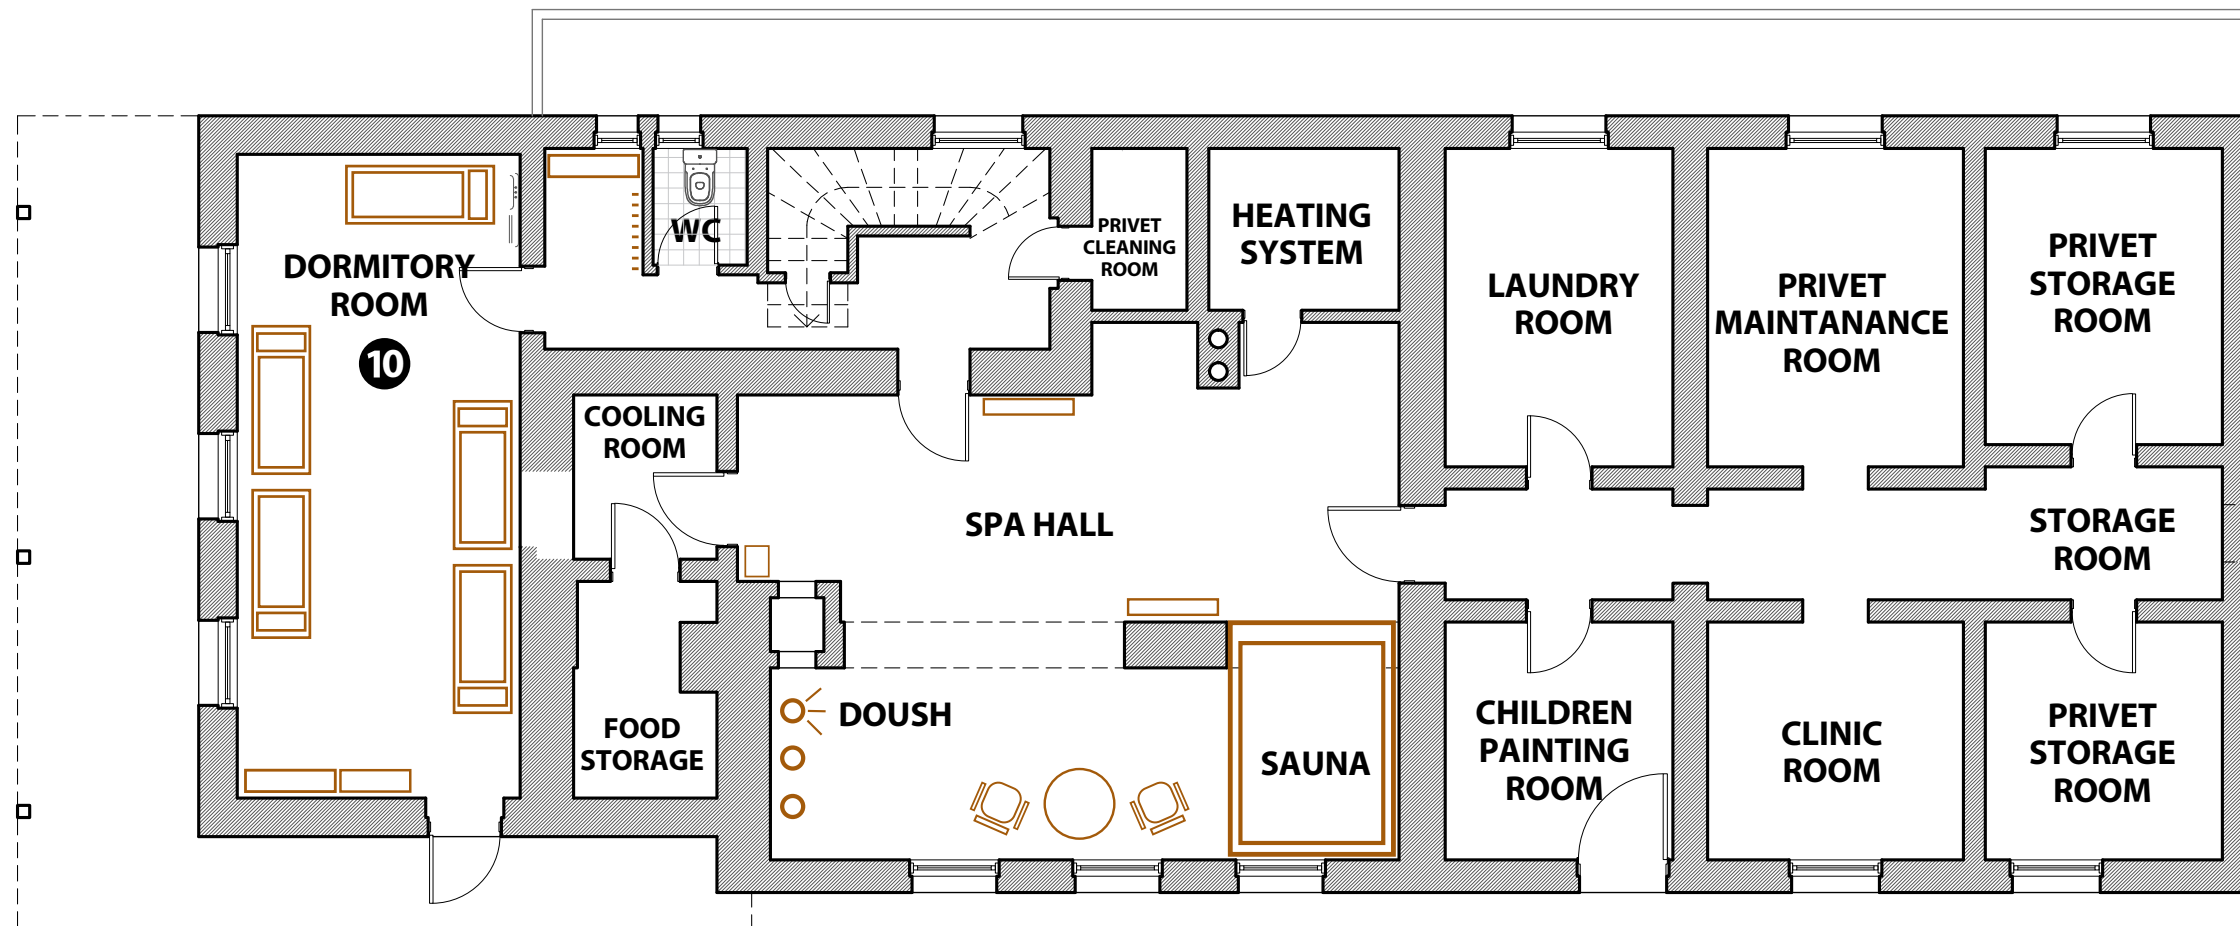 DORMITORY
ROOM
10
WC
PRIVET
CLEANING
ROOM
HEATING
SYSTEM
LAUNDRY
ROOM
PRIVET
MAINTANANCE
ROOM
PRIVET
STORAGE
ROOM
COOLING
ROOM
SPA HALL
STORAGE
ROOM
FOOD
STORAGE
DOUSH
SAUNA
CHILDREN
PAINTING
ROOM
CLINIC
ROOM
PRIVET
STORAGE
ROOM